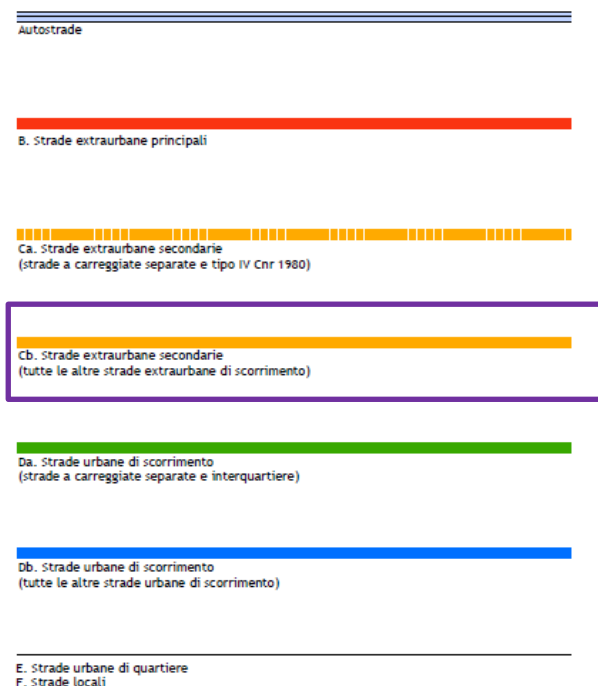 Autostrade
B. Strade extraurbane principali
Ca. Strade extraurbane secondarie
(strade a carreggiate separate e tipo IV Cnr 1980)
Cb. Strade extraurbane secondarie
(tutte le altre strade extraurbane di scorrimento)
Da. Strade urbane di scorrimento
(strade a carreggiate separate e interquartiere)
Db. Strade urbane di scorrimento
(tutte le altre strade urbane di scorrimento)
E. Strade urbane di quartiere
F. Strade locali